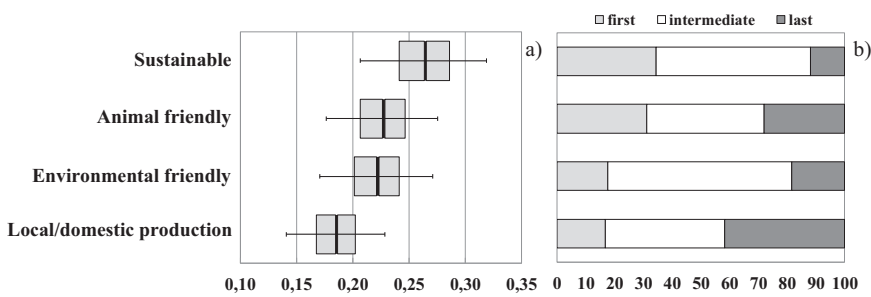 first intermediate last
a)
b)
Sustainable
Animal friendly
Environmental friendly
Local/domestic production
0,10 0,15 0,20 0,25 0,30 0,35
0 10 20 30 40 50 60 70 80 90 100